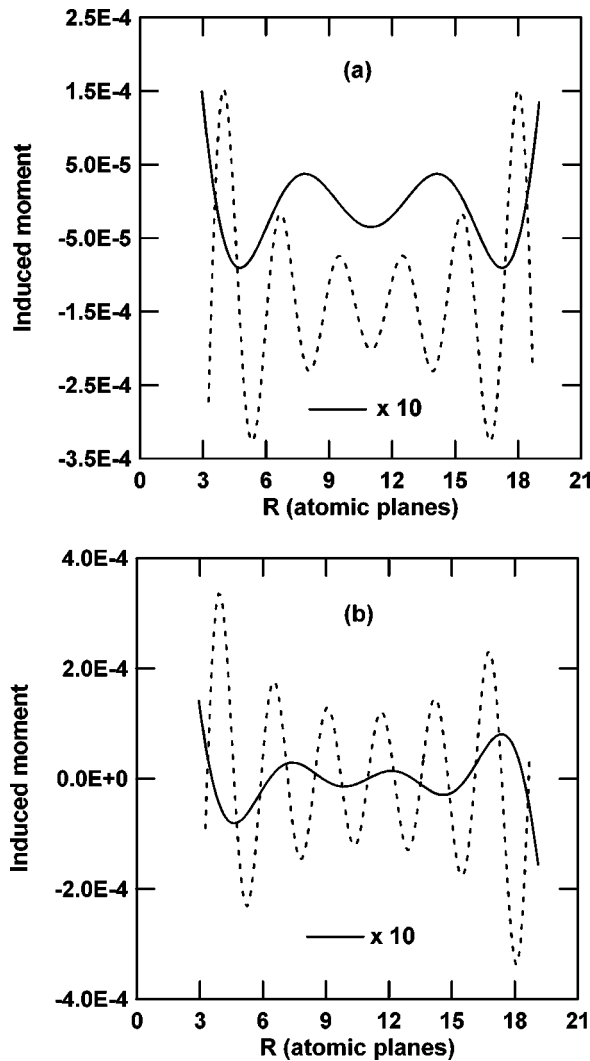 2.5E-4
(a)
1.5E-4
5.0E-5
-5.0E-5
-1.5E-4
-2.5E-4
-3.5E-4
Induced moment
x 10
0 3 6 9 12 15 18 21
R (atomic planes)
4.0E-4
(b)
2.0E-4
0.0E+0
-2.0E-4
-4.0E-4
Induced moment
x 10
0 3 6 9 12 15 18 21
R (atomic planes)